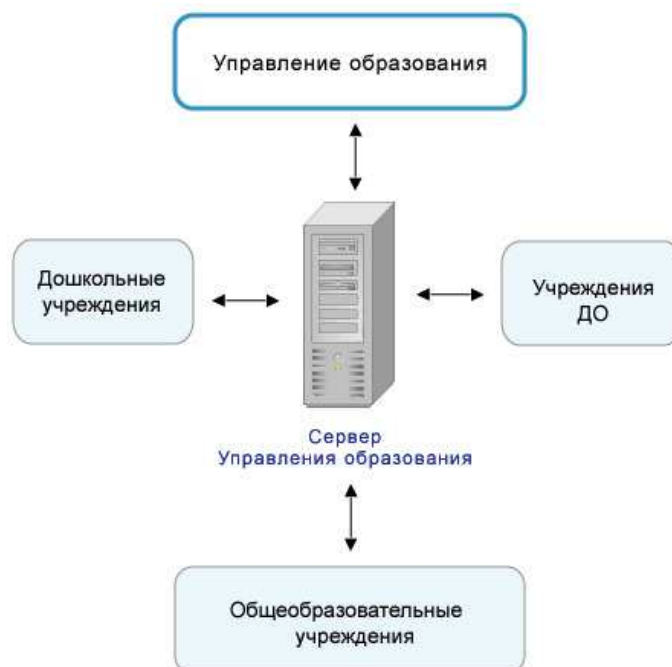 Управление образования
Дошкольные
учреждения
Учреждения
ДО
Сервер
Управления образования
Общеобразовательные
учреждения